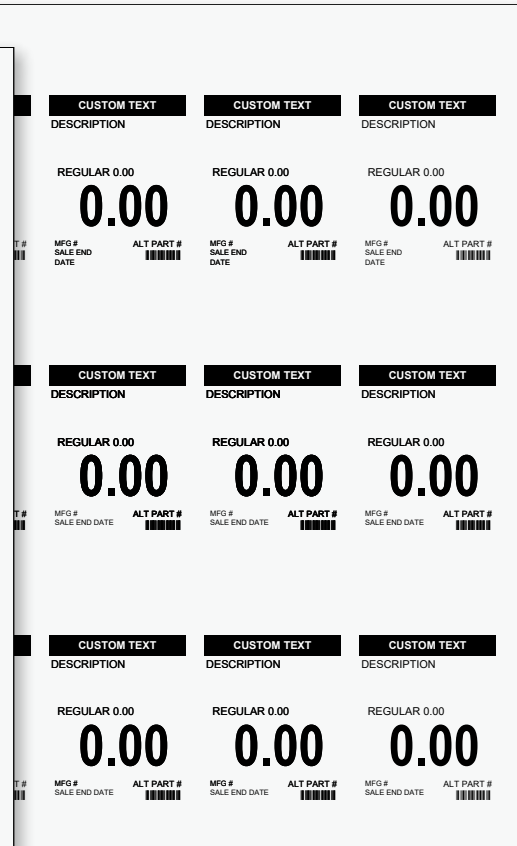 CUSTOM TEXT CUSTOM TEXT CUSTOM TEXT
DESCRIPTION DESCRIPTION DESCRIPTION
REGULAR 0.00 REGULAR 0.00 REGULAR 0.00
0.00 0.00 0.00
T # MFG # ALT PART # MFG # ALT PART # MFG # ALT PART #
SALE END SALE END SALE END
DATE DATE DATE
CUSTOM TEXT CUSTOM TEXT CUSTOM TEXT
DESCRIPTION DESCRIPTION DESCRIPTION
REGULAR 0.00 REGULAR 0.00 REGULAR 0.00
0.00 0.00 0.00
T # MFG # ALT PART # MFG # ALT PART # MFG # ALT PART #
SALE END DATE SALE END DATE SALE END DATE
CUSTOM TEXT CUSTOM TEXT CUSTOM TEXT
DESCRIPTION DESCRIPTION DESCRIPTION
REGULAR 0.00 REGULAR 0.00 REGULAR 0.00
0.00 0.00 0.00
T # MFG # ALT PART # MFG # ALT PART # MFG # ALT PART #
SALE END DATE SALE END DATE SALE END DATE